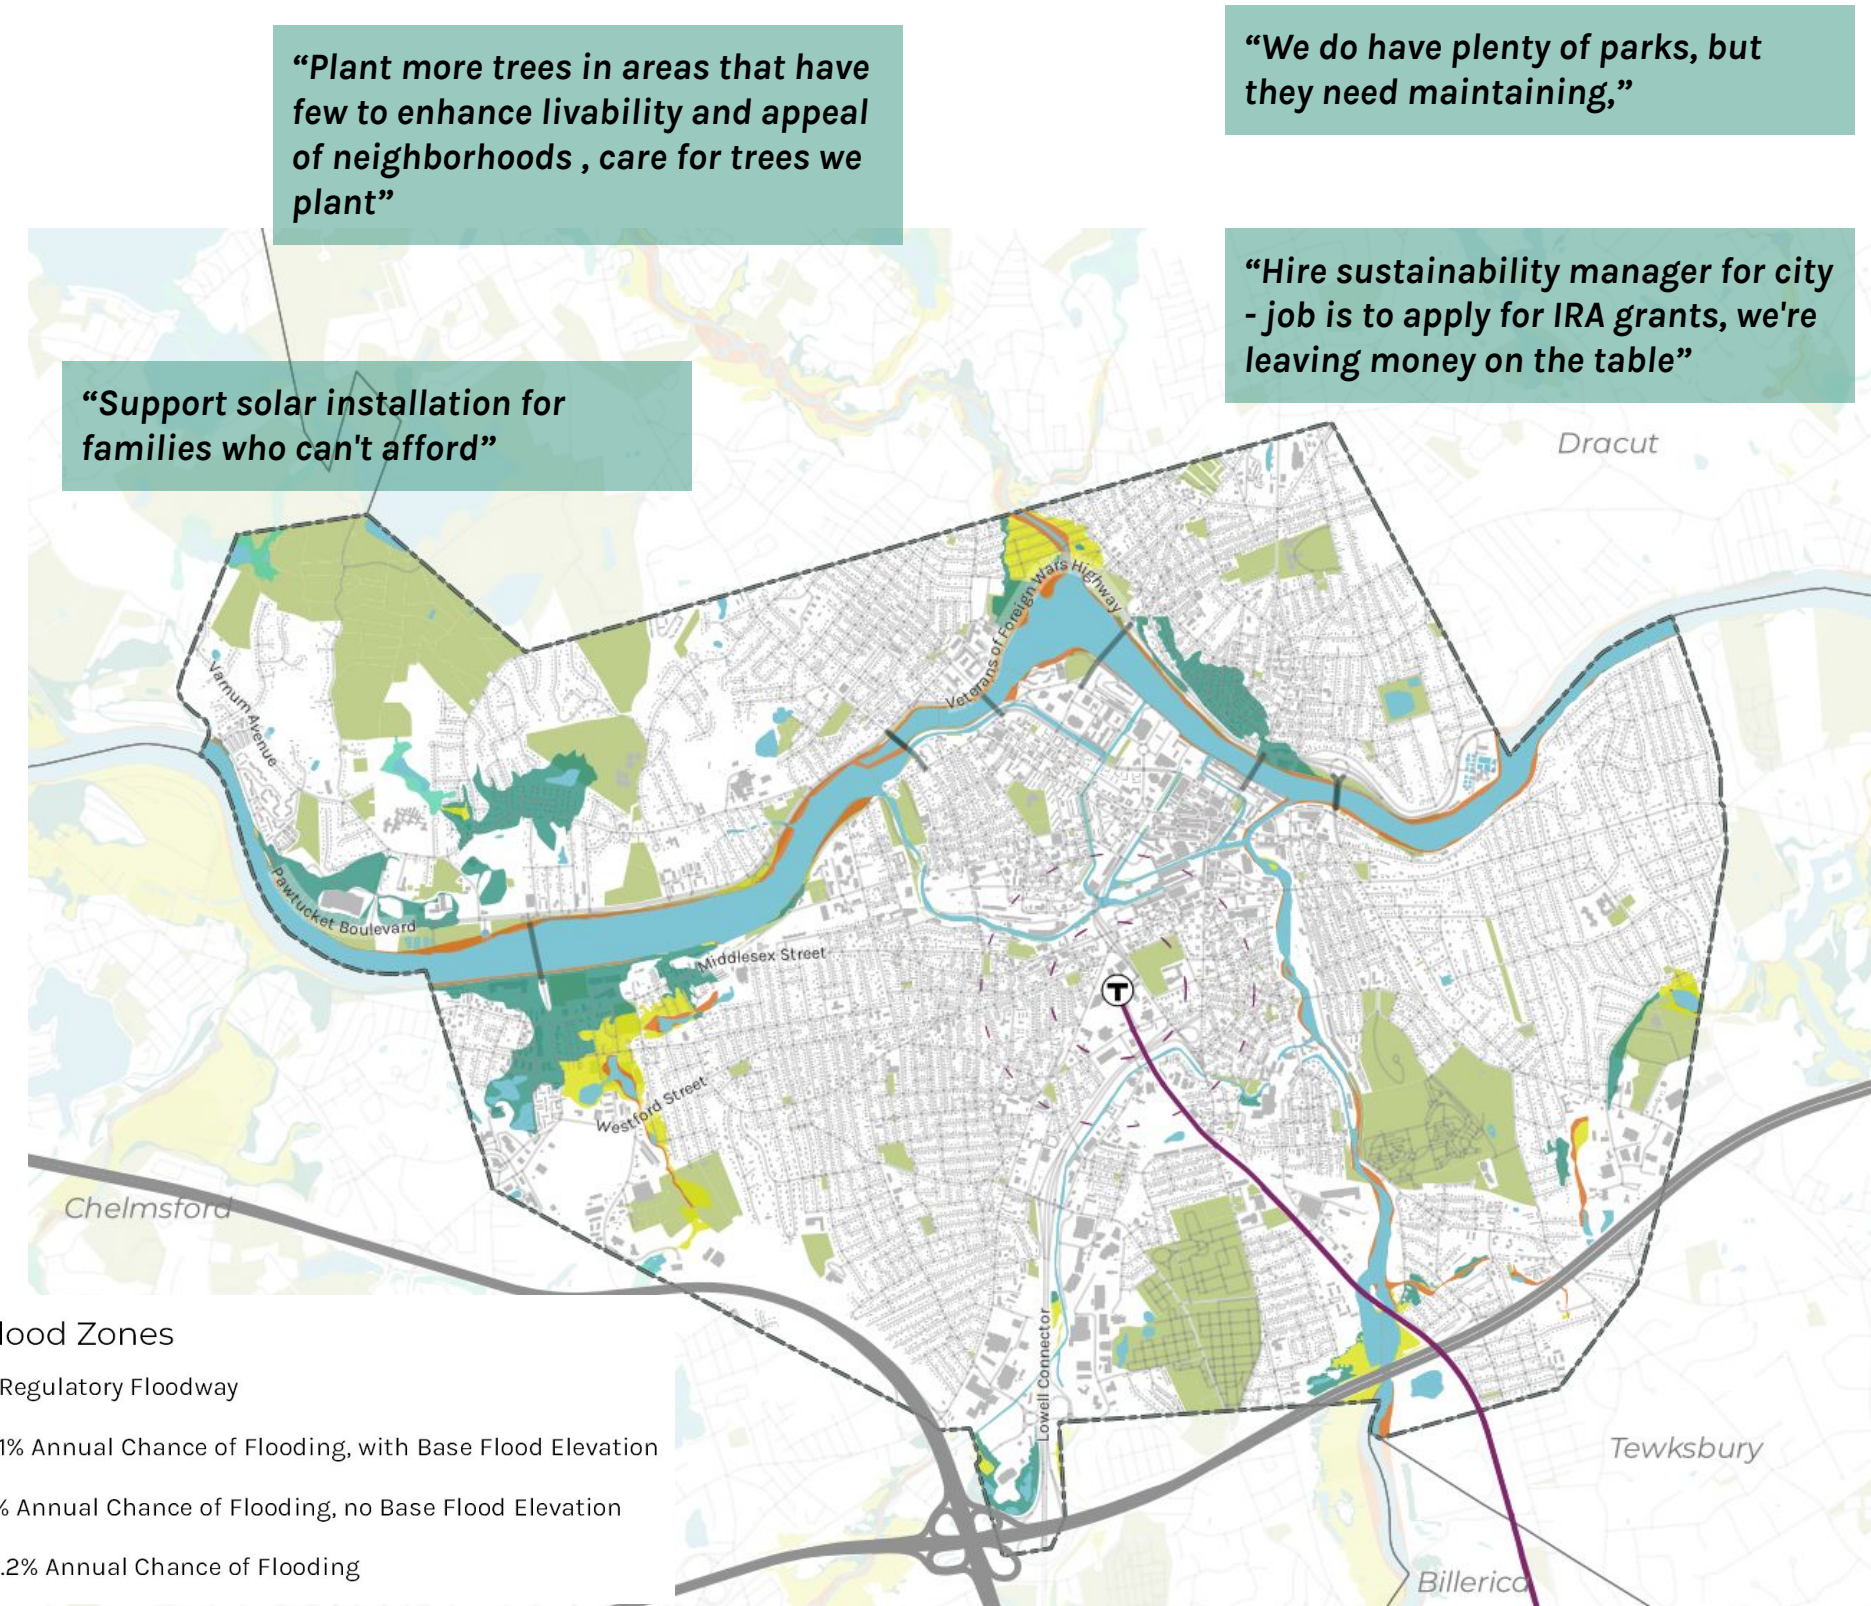 “Plant more trees in areas that have
few to enhance livability and appeal
of neighborhoods , care for trees we
plant”
“We do have plenty of parks, but
they need maintaining,”
“Hire sustainability manager for city
- job is to apply for IRA grants, we're
leaving money on the table”
“Support solar installation for
families who can't afford”
Dracut
Veterans of Foreign Wars Highway
Varnum Avenue
Pawtucket Boulevard
Middlesex Street
T
Westford Street
Chelmsford
Lowell Connector
Tewksbury
Billerica
lood Zones
Regulatory Floodway
1% Annual Chance of Flooding, with Base Flood Elevation
% Annual Chance of Flooding, no Base Flood Elevation
.2% Annual Chance of Flooding